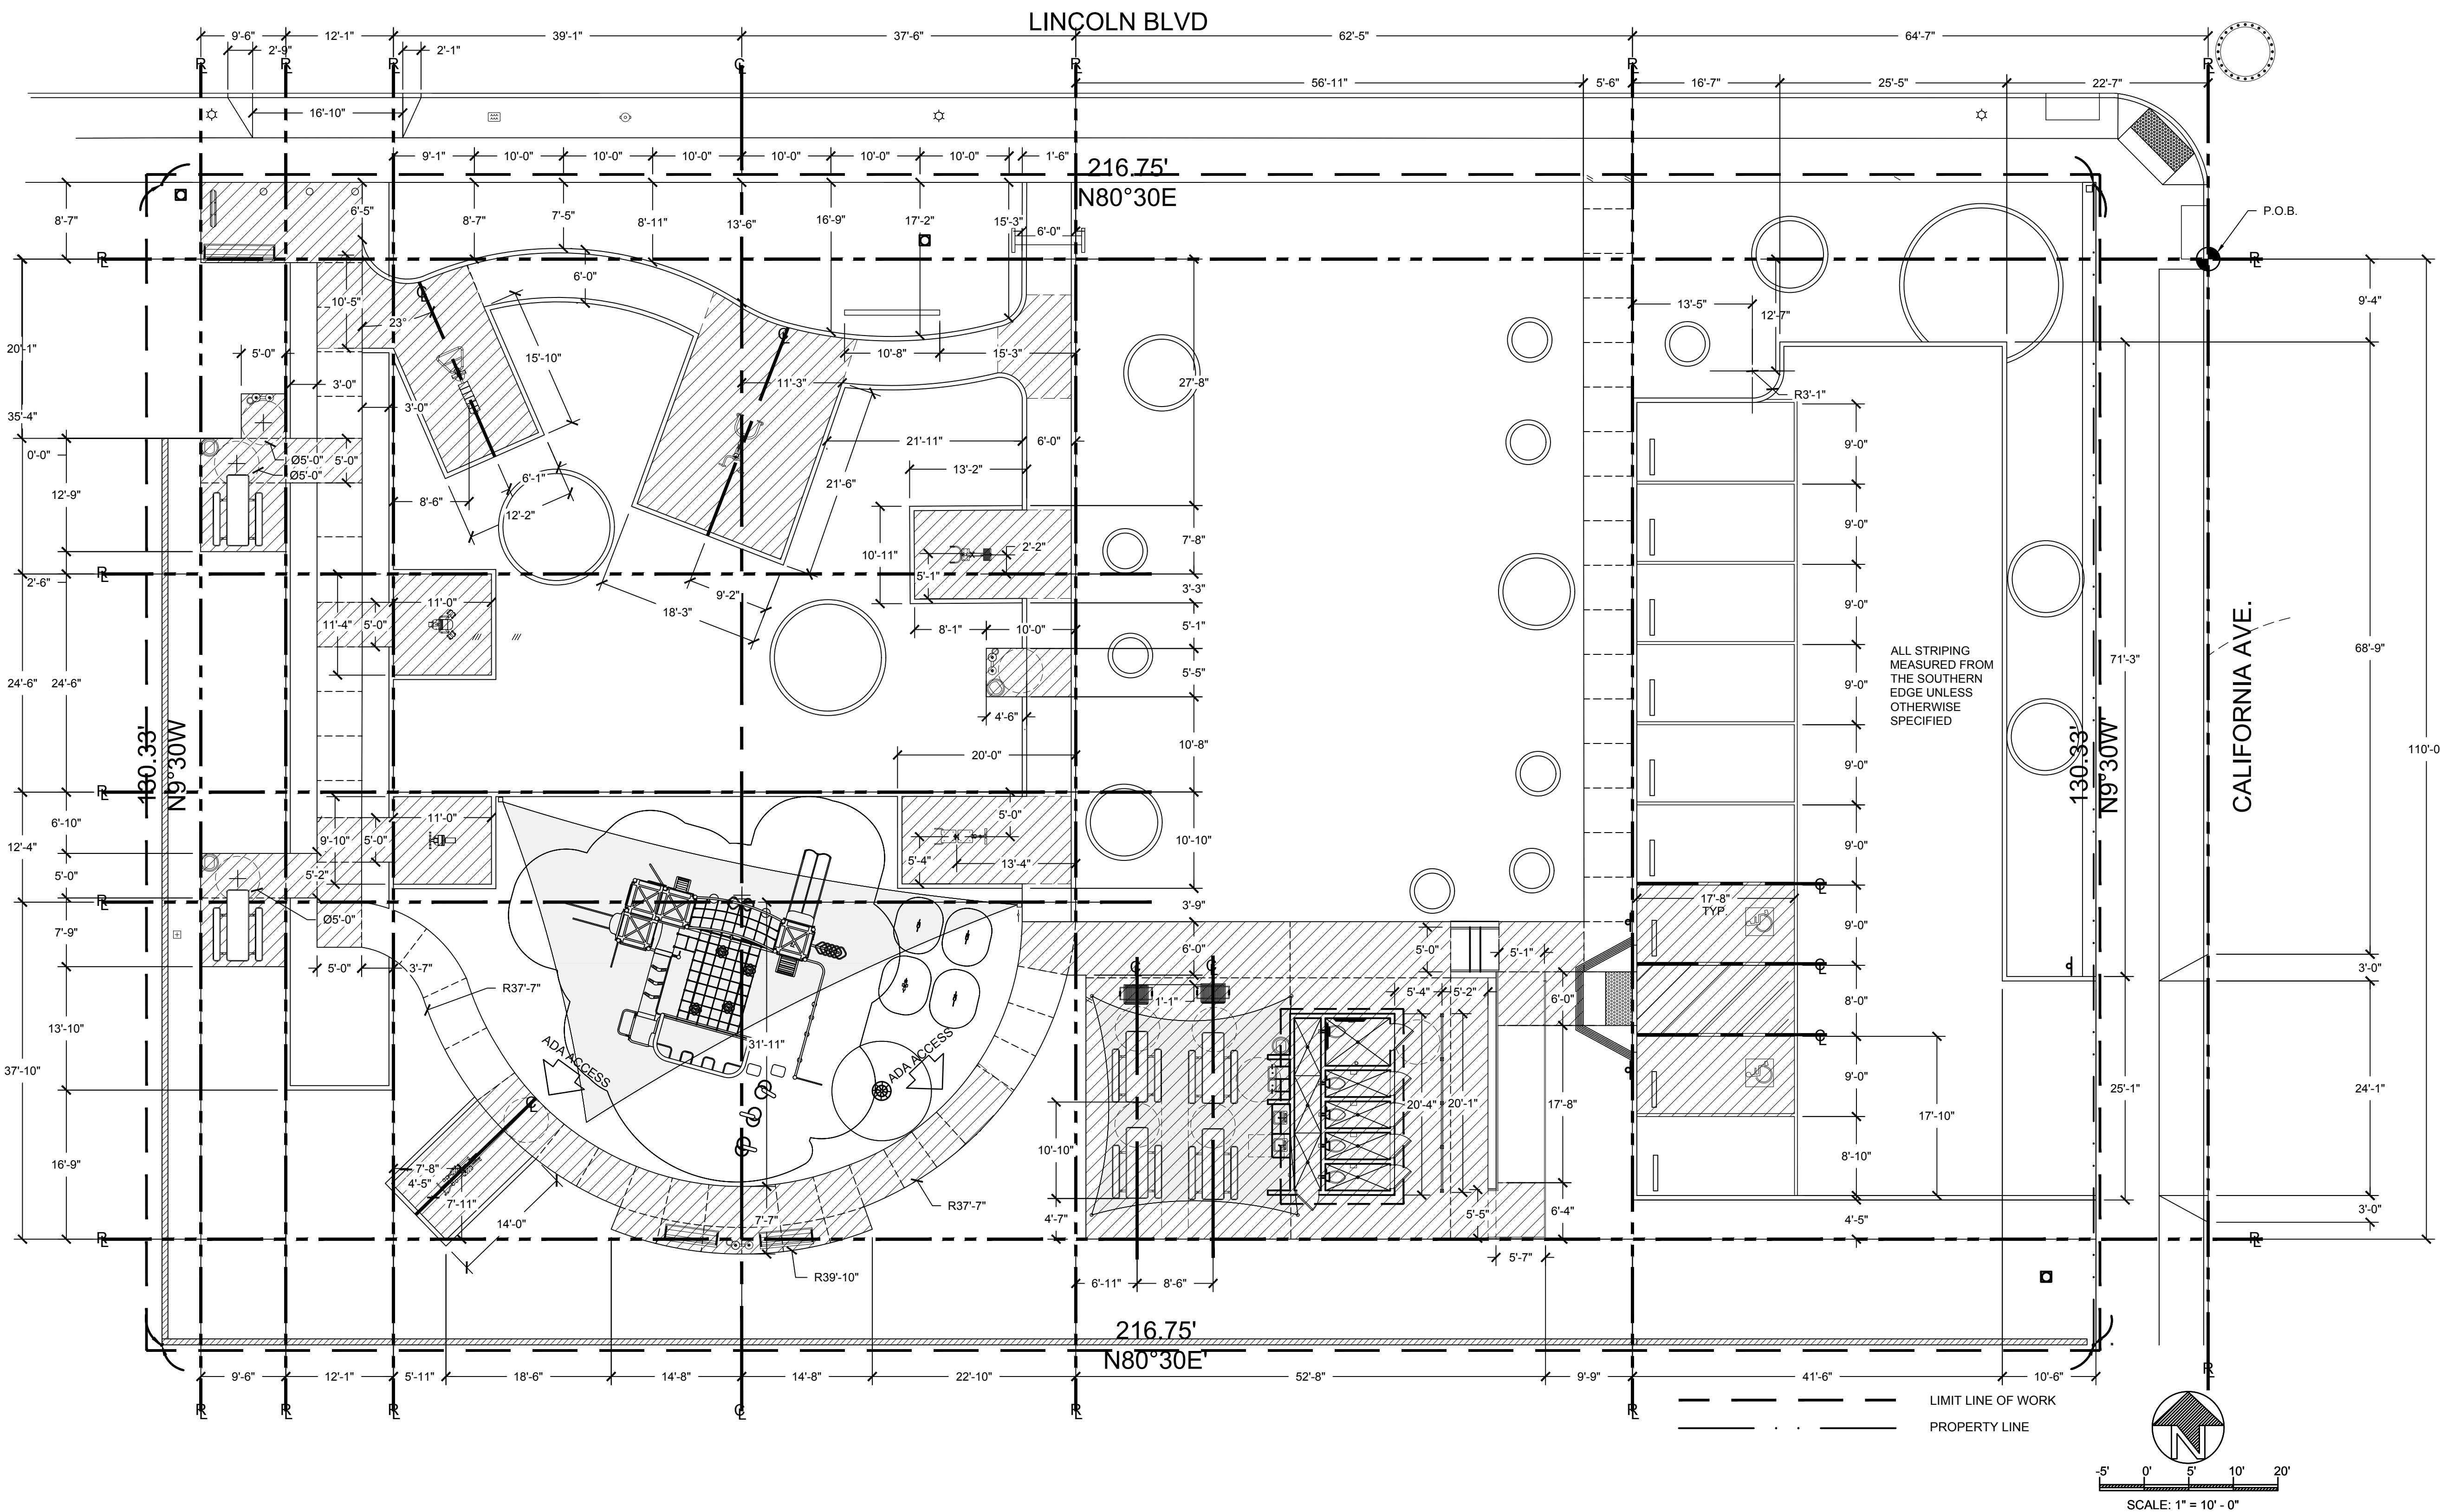 LINCOLN BLVD
9'-6" 12'-1" 39'-1" 37'-6" 62'-5" 64'-7"
2'-9" 2'-1"
56'-11" 5'-6" 16'-7" 25'-5" 22'-7"
16'-10"
9'-1" 10'-0" 10'-0" 10'-0" 10'-0" 10'-0" 10'-0" 1'-6"
216.75'
N80°30E
8'-7" 6'-5" 8'-7" 7'-5" 8'-11" 13'-6" 16'-9" 17'-2" 15'-3" 6'-0"
P.O.B.
6'-0"
10'-5" 23° 13'-5" 12'-7" 9'-4"
20'-1" 5'-0" 3'-0" 15'-10" 10'-8" 15'-3"
11'-3" 27'-8" R3'-1"
35'-4" 3'-0"
0'-0" Ø5'-0" 5'-0" 21'-11" 6'-0" 9'-0"
Ø5'-0" 6'-1" 13'-2"
12'-9" 8'-6" 12'-2" 21'-6"
9'-0"
7'-8"
10'-11" 2'-2"
2'-6" 5'-1" 3'-3"
11'-0" 18'-3" 9'-2" 9'-0"
11'-4" 5'-0" 8'-1" 10'-0" 5'-1"
ALL STRIPING
MEASURED FROM
THE SOUTHERN
EDGE UNLESS
OTHERWISE
SPECIFIED
71'-3" 68'-9"
24'-6" 24'-6" 5'-5" 9'-0"
4'-6"
130.33'
N9°30W
130.33'
N9°30W'
CALIFORNIA AVE.
110'-0
20'-0" 10'-8" 9'-0"
6'-10" 11'-0" 5'-0"
12'-4" 9'-10" 5'-0" 10'-10" 9'-0"
5'-0" 5'-2" 5'-4" 13'-4"
17'-8"
TYP.
Ø5'-0" 3'-9"
7'-9" 9'-0"
5'-0" 3'-7" 6'-0" 5'-0" 5'-1" 3'-0"
R37'-7" 1'-1" 5'-4" 5'-2" 6'-0" 8'-0"
13'-10"
ADA ACCESS
31'-11"
ADA ACCESS
37'-10" 9'-0"
20'-4" 20'-1" 17'-8" 17'-10" 25'-1" 24'-1"
10'-10" 8'-10"
16'-9" 7'-8"
4'-5"
7'-11" 14'-0" 7'-7" R37'-7" 4'-7" 5'-5" 6'-4" 4'-5" 3'-0"
5'-7"
R39'-10" 6'-11" 8'-6"
216.75'
N80°30E'
9'-6" 12'-1" 5'-11" 18'-6" 14'-8" 14'-8" 22'-10" 52'-8" 9'-9" 41'-6" 10'-6"
LIMIT LINE OF WORK
PROPERTY LINE
N
-5' 0' 5' 10' 20'
SCALE: 1" = 10' - 0"